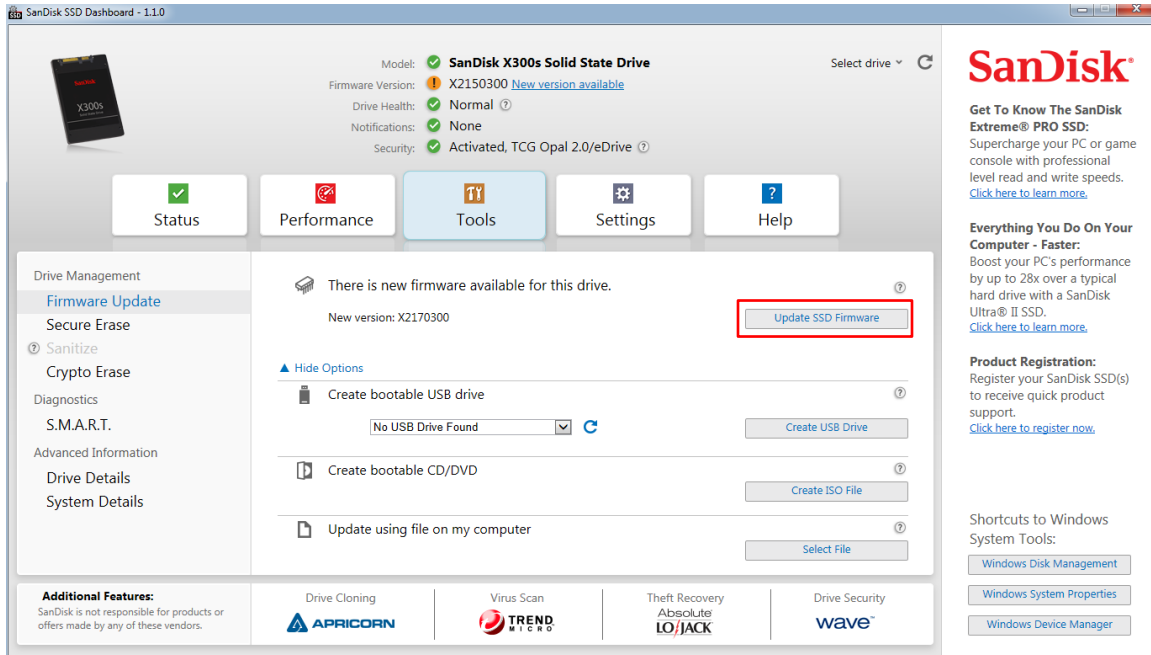 SSD
SanDisk SSD Dashboard - 1.1.0
SanDisk
X300s
Model: SanDisk X300s Solid State Drive
Select drive
Firmware Version: ! X2150300 New version available
Drive Health: Normal ?
Notifications: None
Security: Activated, TCG Opal 2.0/eDrive ?
Status
Performance
Tools
Settings
?
Help
Drive Management
Firmware Update
Secure Erase
? Sanitize
Crypto Erase
Diagnostics
S.M.A.R.T.
Advanced Information
Drive Details
System Details
There is new firmware available for this drive.
?
New version: X2170300
Update SSD Firmware
Hide Options
Create bootable USB drive
?
No USB Drive Found
Create USB Drive
Create bootable CD/DVD
?
Create ISO File
Update using file on my computer
?
Select File
SanDisk®
Get To Know The SanDisk
Extreme® PRO SSD:
Supercharge your PC or game
console with professional
level read and write speeds.
Click here to learn more.
Everything You Do On Your
Computer - Faster:
Boost your PC's performance
by up to 28x over a typical
hard drive with a SanDisk
Ultra® II SSD.
Click here to learn more.
Product Registration:
Register your SanDisk SSD(s)
to receive quick product
support.
Click here to register now.
Shortcuts to Windows
System Tools:
Windows Disk Management
Windows System Properties
Windows Device Manager
Additional Features:
SanDisk is not responsible for products or
offers made by any of these vendors.
Drive Cloning
APRICORN
Virus Scan
TREND
MICRO
Theft Recovery
Absolute
LO/JACK
Drive Security
wave